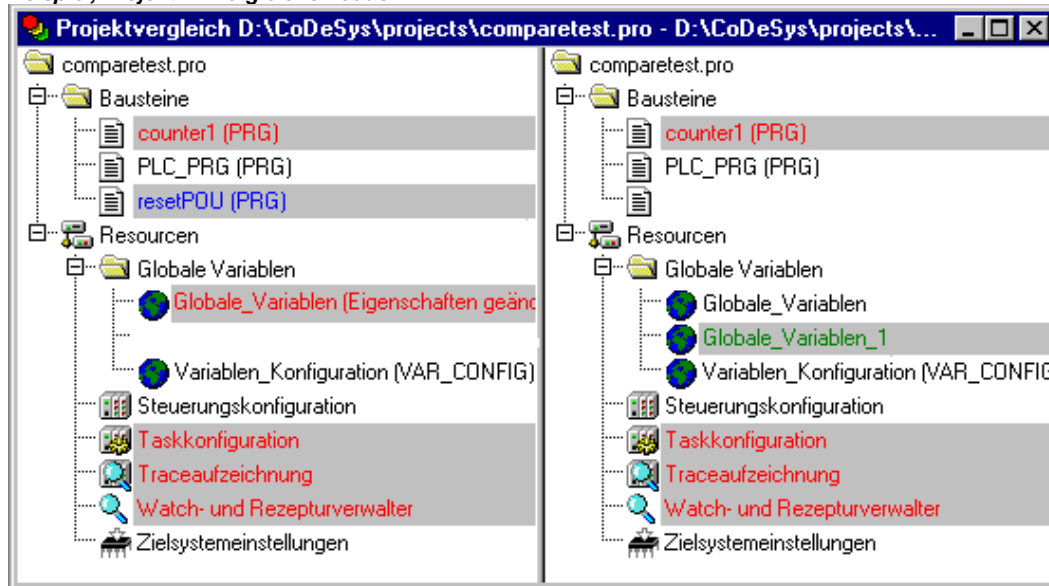 Projektvergleich D:\CoDeSys\projects\comparetest.pro - D:\CoDeSys\projects\...
comparetest.pro
Bausteine
counter1 (PRG)
PLC_PRG (PRG)
resetPOU (PRG)
Resourcen
Globale Variablen
Globale_Variablen (Eigenschaften geänd
Variablen_Konfiguration (VAR_CONFIG)
Steuerungskonfiguration
Taskkonfiguration
Traceaufzeichnung
Watch- und Rezepturverwalter
Zielsystemeinstellungen
comparetest.pro
Bausteine
counter1 (PRG)
PLC_PRG (PRG)
Resourcen
Globale Variablen
Globale_Variablen
Globale_Variablen_1
Variablen_Konfiguration (VAR_CONFIG
Steuerungskonfiguration
Taskkonfiguration
Traceaufzeichnung
Watch- und Rezepturverwalter
Zielsystemeinstellungen